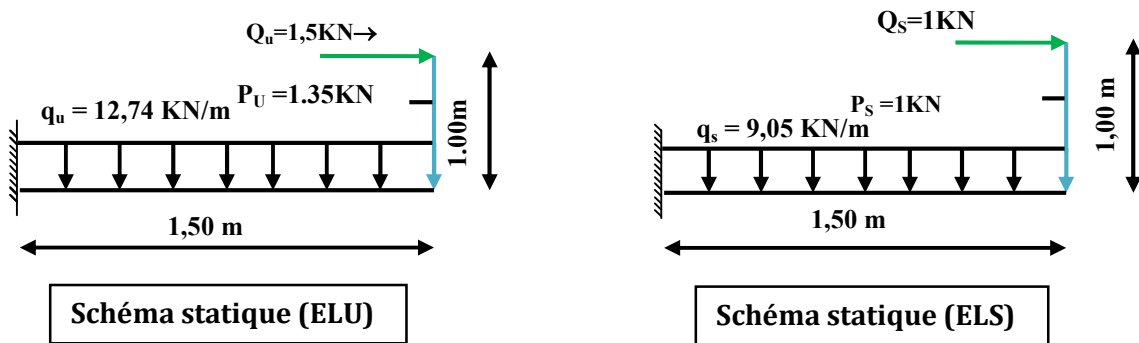 Qu=1,5KN→
PU =1.35KN
qu = 12,74 KN/m
1.00m
1,50 m
Schéma statique (ELU)
QS=1KN
PS =1KN
qs = 9,05 KN/m
1,00 m
1,50 m
Schéma statique (ELS)